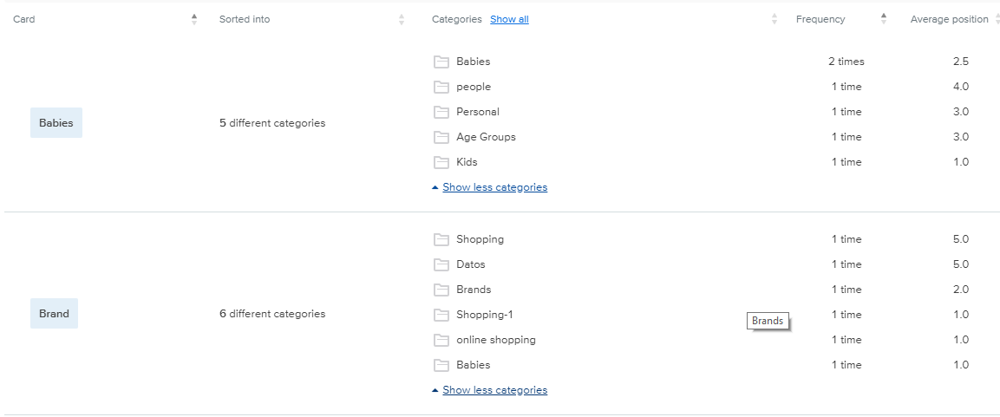 Card Sorted into Categories Show all Frequency Average position
Babies 2 times 2.5
people 1 time 4.0
Personal 1 time 3.0
Babies 5 different categories
Age Groups 1 time 3.0
Kids 1 time 1.0
Show less categories
Shopping 1 time 5.0
Datos 1 time 5.0
Brands 1 time 2.0
Brand 6 different categories Shopping-1 1 time 1.0
Brands
online shopping 1 time 1.0
Babies 1 time 1.0
Show less categories